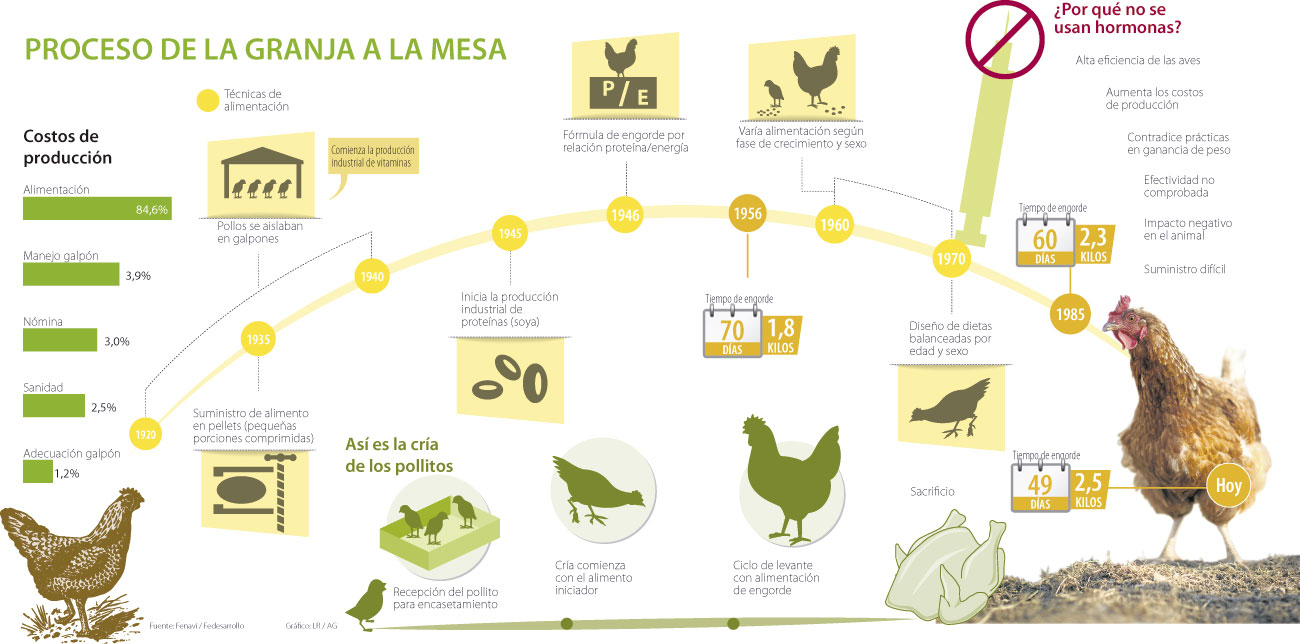 PROCESO DE LA GRANJA A LA MESA
Técnicas de
alimentación
Costos de
producción
Alimentación
84,6%
Manejo galpón
3,9%
Nómina
3,0%
Sanidad
2,5%
Adecuación galpón
1,2%
Pollos se aislaban
en galpones
Comienza la producción
industrial de vitaminas
1920
1935
Suministro de alimento
en pellets (pequeñas
porciones comprimidas)
1940
1945
Inicia la producción
industrial de
proteínas (soya)
P/E
Fórmula de engorde por
relación proteína/energía
1946
1956
Tiempo de engorde
70
DÍAS
1,8
KILOS
Varía alimentación según
fase de crecimiento y sexo
1960
1970
Diseño de dietas
balanceadas por
edad y sexo
Tiempo de engorde
60
DÍAS
2,3
KILOS
1985
Tiempo de engorde
49
DÍAS
2,5
KILOS
Hoy
¿Por qué no se
usan hormonas?
Alta eficiencia de las aves
Aumenta los costos
de producción
Contradice prácticas
en ganancia de peso
Efectividad no
comprobada
Impacto negativo
en el animal
Suministro difícil
Así es la cría
de los pollitos
Recepción del pollito
para encasetamiento
Cría comienza
con el alimento
iniciador
Ciclo de levante
con alimentación
de engorde
Sacrificio
Fuente: Fenavi / Fedesarrollo
Gráfico: LR / AG